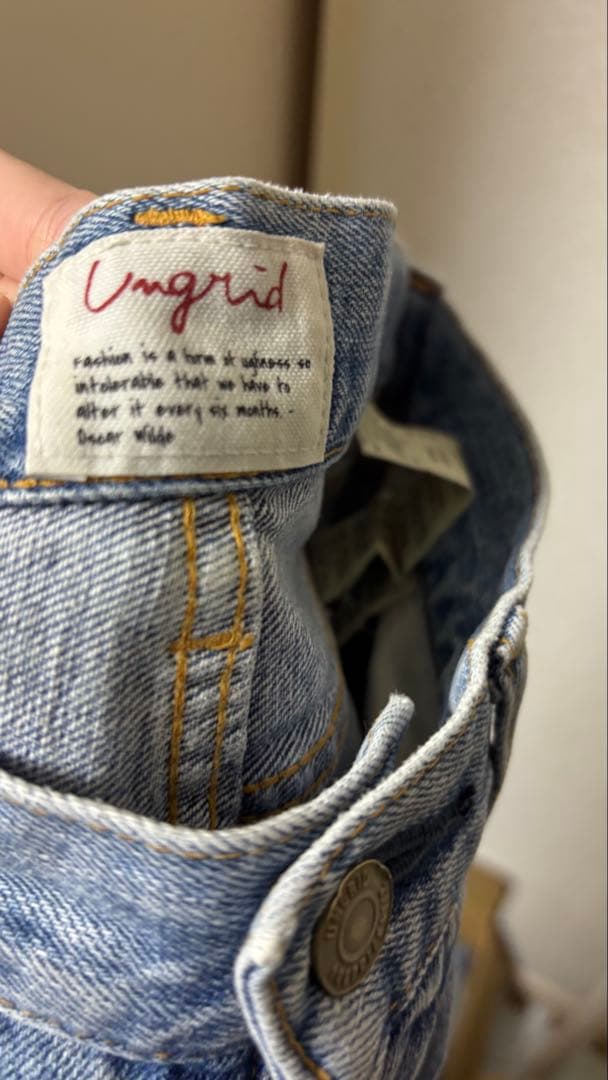 Ungrid
Fashion is a form of ugliness so
intolerable that we have to
alter it every six months. -
Oscar Wilde
UNGRID